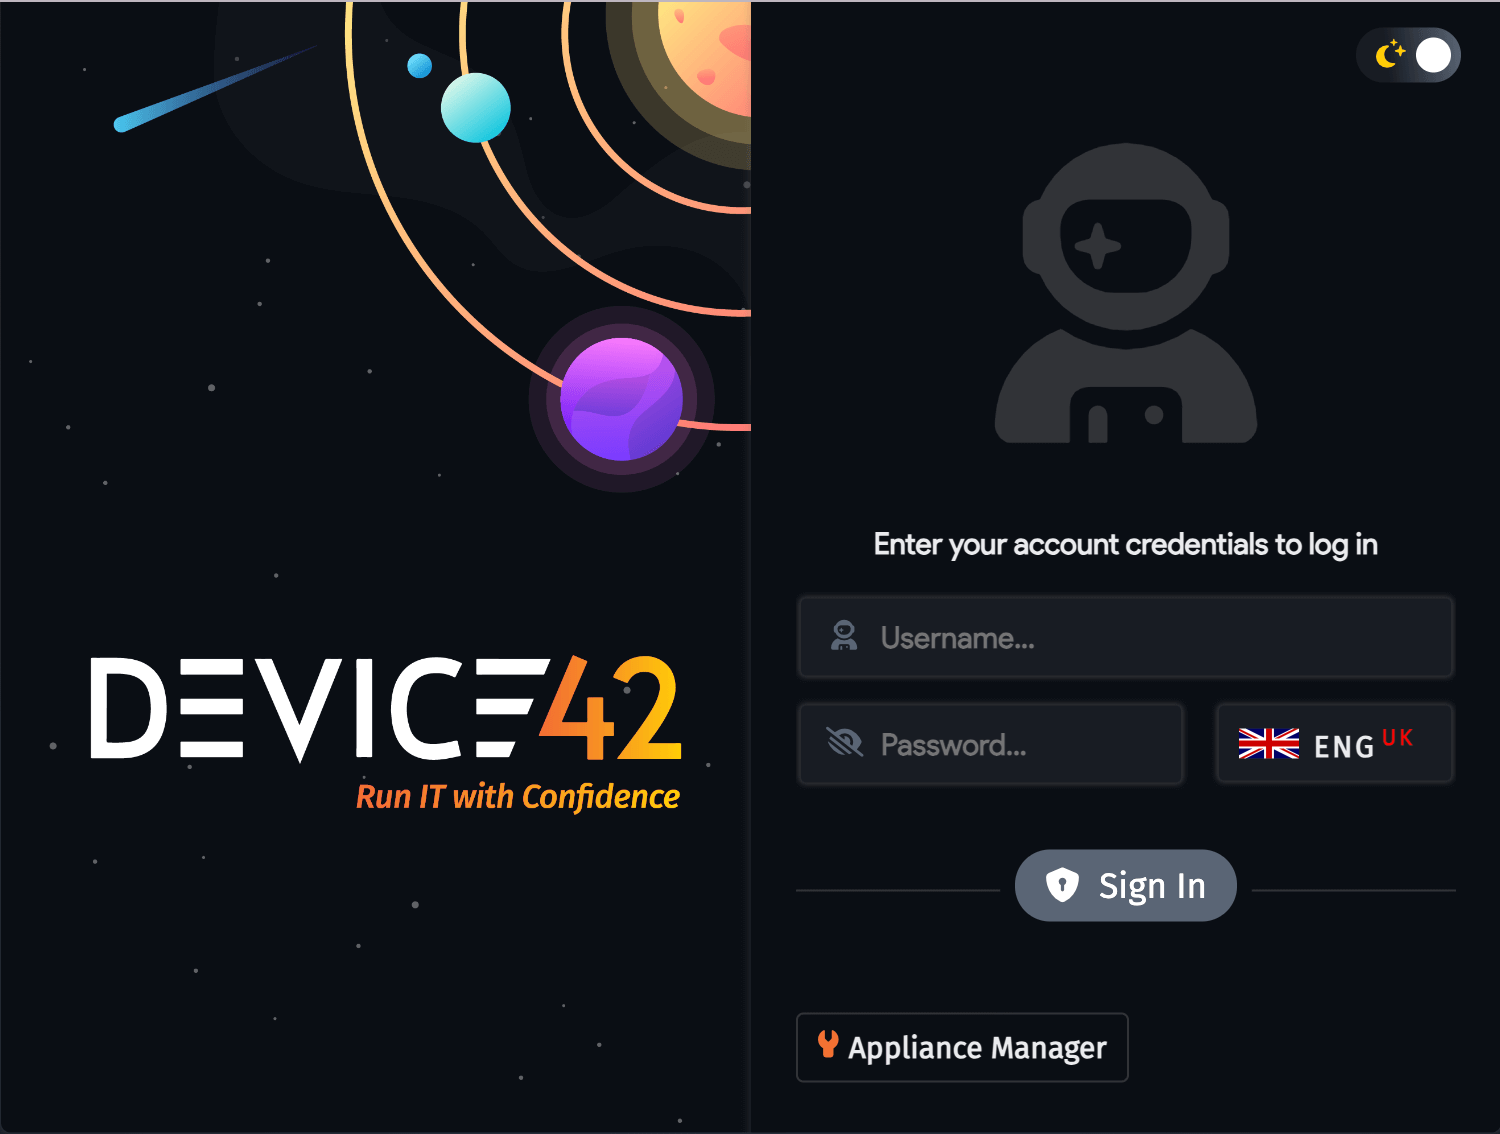 DEVICE42
Run IT with Confidence
Enter your account credentials to log in
Username...
Password...
ENG UK
Sign In
Appliance Manager